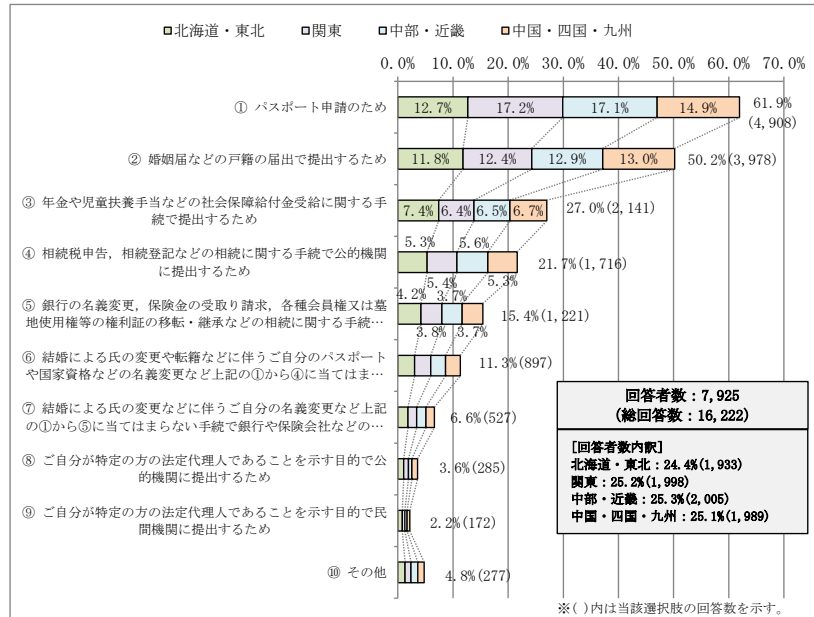 ■北海道・東北 □関東 □中部・近畿 □中国・四国・九州
0.0% 10.0% 20.0% 30.0% 40.0% 50.0% 60.0% 70.0%
① パスポート申請のため
12.7% 17.2% 17.1% 14.9% 61.9%
(4,908)
② 婚姻届などの戸籍の届出で提出するため
11.8% 12.4% 12.9% 13.0% 50.2%(3,978)
③ 年金や児童扶養手当などの社会保障給付金受給に関する手
続で提出するため
7.4% 6.4% 6.5% 6.7% 27.0%(2,141)
④ 相続税申告，相続登記などの相続に関する手続で公的機関
に提出するため
5.3% 5.6%
5.4% 5.3%
21.7%(1,716)
⑤ 銀行の名義変更，保険金の受取り請求，各種会員権又は墓
地使用権等の権利証の移転・継承などの相続に関する手続…
4.2% 3.7%
3.8% 3.7%
15.4%(1,221)
⑥ 結婚による氏の変更や転籍などに伴うご自分のパスポート
や国家資格などの名義変更など上記の①から④に当てはま…
11.3%(897)
⑦ 結婚による氏の変更などに伴うご自分の名義変更など上記
の①から⑤に当てはまらない手続で銀行や保険会社などの…
6.6%(527)
⑧ ご自分が特定の方の法定代理人であることを示す目的で公
的機関に提出するため
3.6%(285)
⑨ ご自分が特定の方の法定代理人であることを示す目的で民
間機関に提出するため
2.2%(172)
⑩ その他
4.8%(277)
回答者数：7,925
(総回答数：16,222)
[回答者数内訳]
北海道・東北：24.4%(1,933)
関東：25.2%(1,998)
中部・近畿：25.3%(2,005)
中国・四国・九州：25.1%(1,989)
※( )内は当該選択肢の回答数を示す。